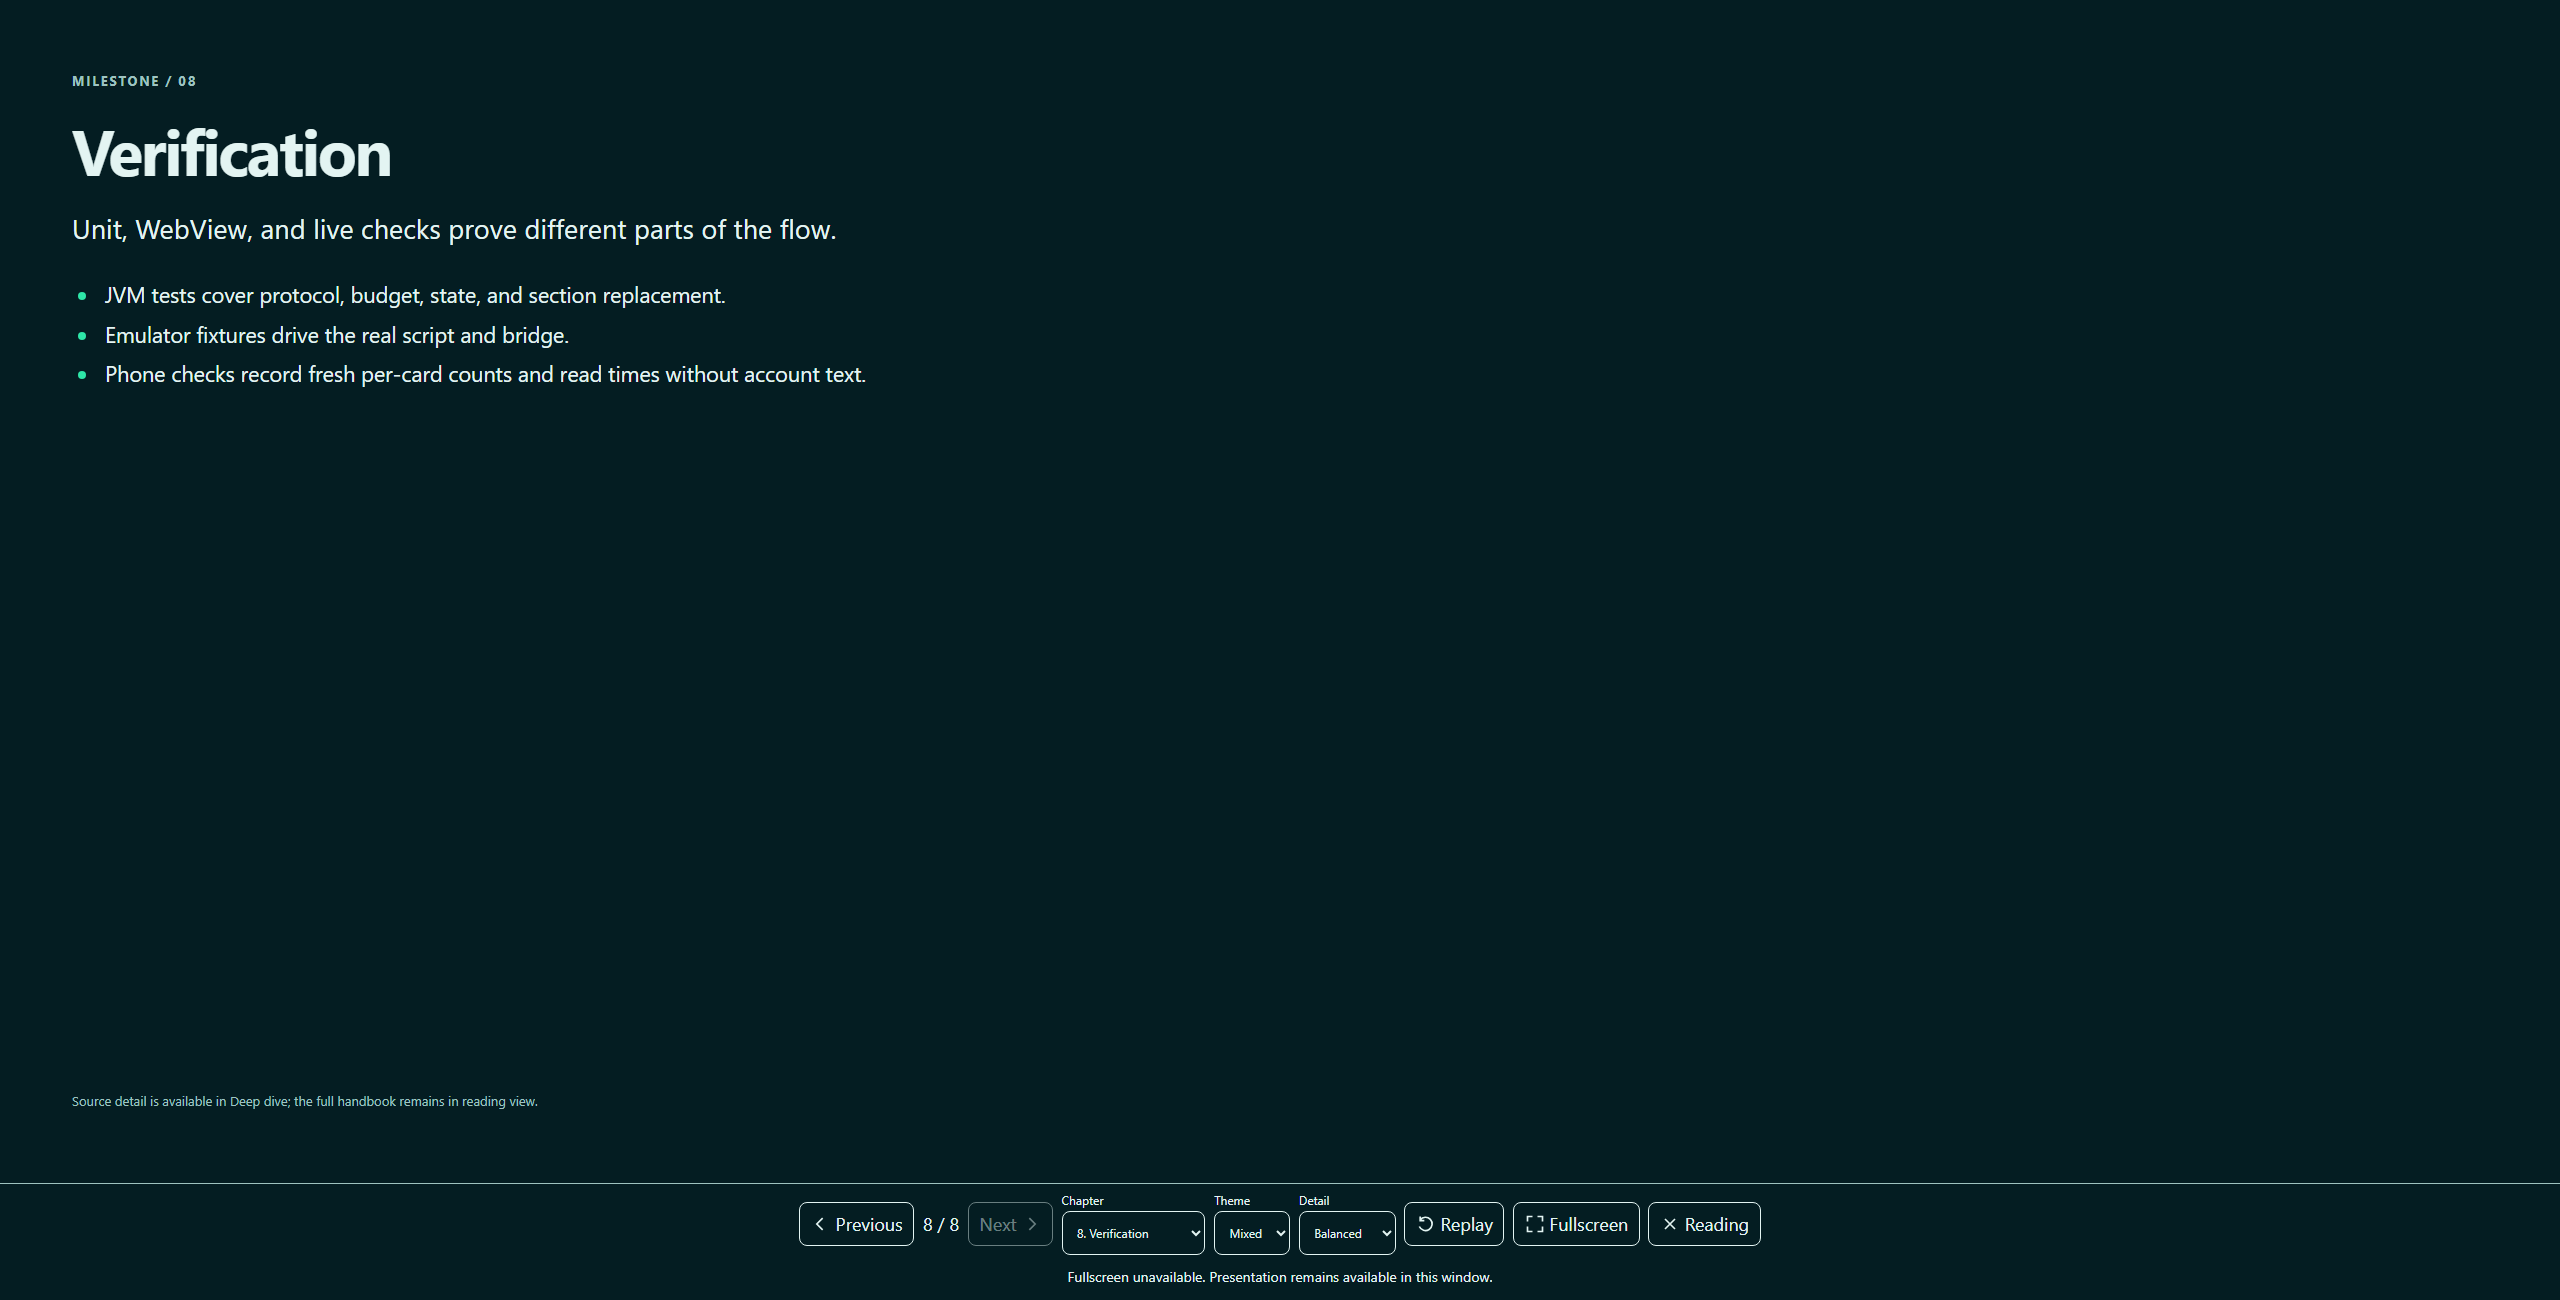 MILESTONE / 08
Verification
Unit, WebView, and live checks prove different parts of the flow.
JVM tests cover protocol, budget, state, and section replacement.
Emulator fixtures drive the real script and bridge.
Phone checks record fresh per-card counts and read times without account text.
Source detail is available in Deep dive; the full handbook remains in reading view.
Chapter Theme Detail
Previous 8 / 8 Next 8. Verification Mixed Balanced Replay Fullscreen Reading
Fullscreen unavailable. Presentation remains available in this window.